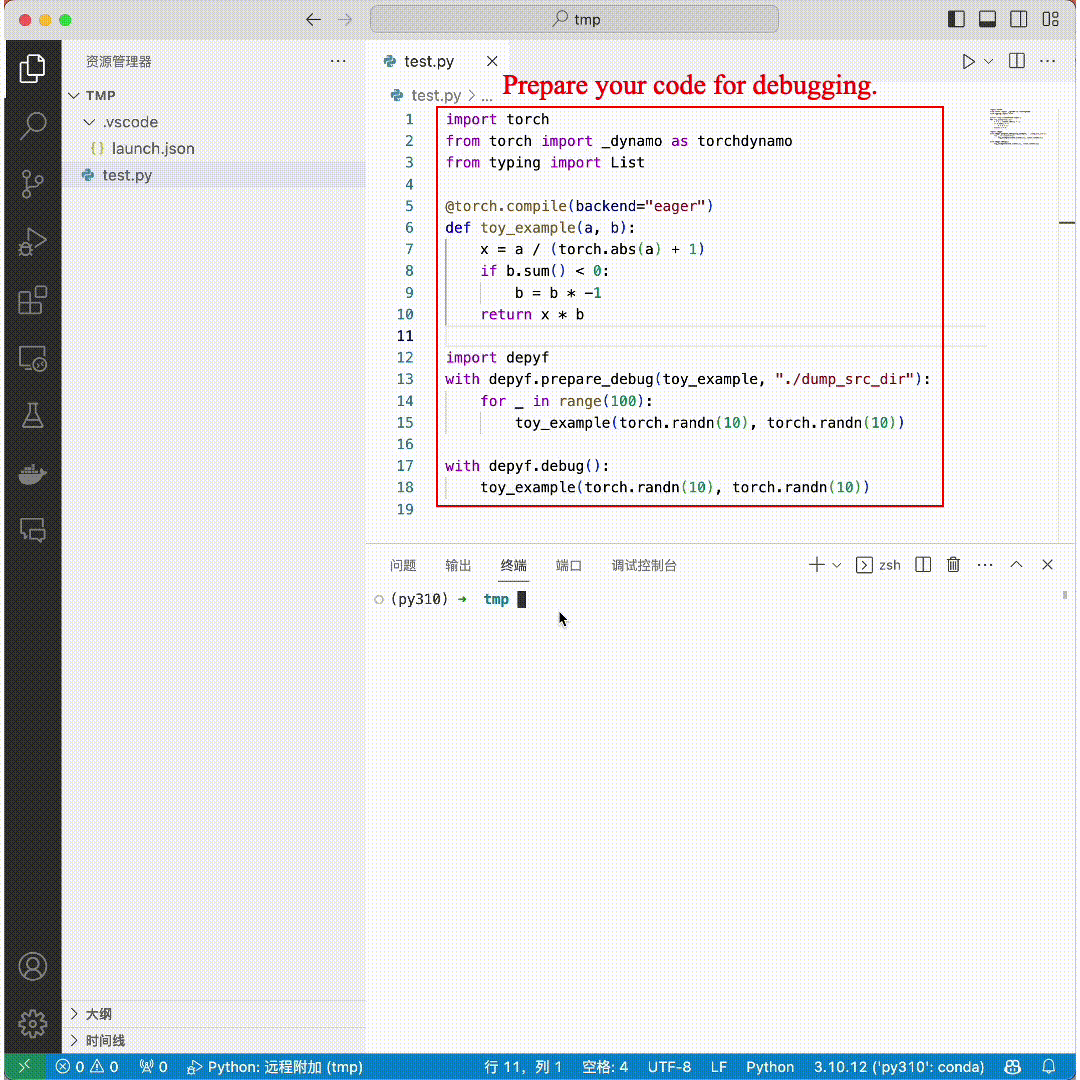 tmp
资源管理器
TMP
.vscode
{} launch.json
test.py
test.py
test.py > ...
Prepare your code for debugging.
1 import torch
2 from torch import _dynamo as torchdynamo
3 from typing import List
4
5 @torch.compile(backend="eager")
6 def toy_example(a, b):
7 x = a / (torch.abs(a) + 1)
8 if b.sum() < 0:
9 b = b * -1
10 return x * b
11
12 import depyf
13 with depyf.prepare_debug(toy_example, "./dump_src_dir"):
14 for _ in range(100):
15 toy_example(torch.randn(10), torch.randn(10))
16
17 with depyf.debug():
18 toy_example(torch.randn(10), torch.randn(10))
19
问题 输出 终端 端口 调试控制台 zsh
(py310) ➜ tmp
大纲
时间线
0 0 0 Python: 远程附加 (tmp) 行 11, 列 1 空格: 4 UTF-8 LF Python 3.10.12 ('py310': conda)